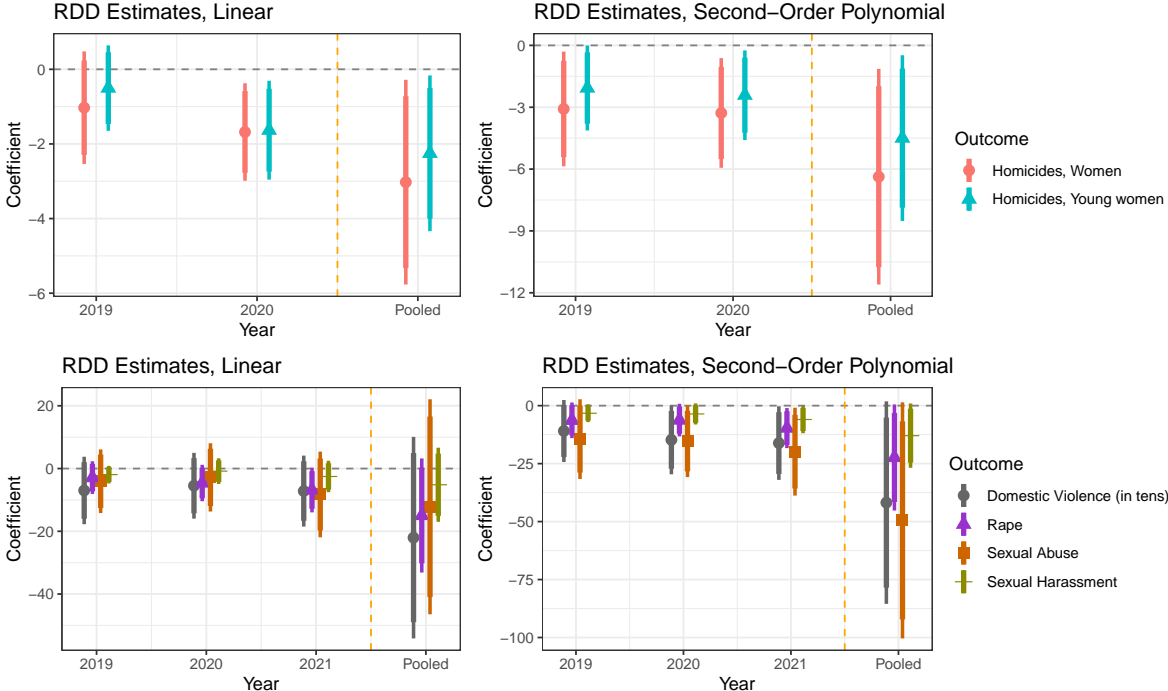 RDD Estimates, Linear
RDD Estimates, Second−Order Polynomial
0
−2
−4
−6
Coefficient
2019
2020
Pooled
Year
0
−3
−6
−9
−12
Coefficient
2019
2020
Pooled
Year
Outcome
Homicides, Women
Homicides, Young women
RDD Estimates, Linear
RDD Estimates, Second−Order Polynomial
20
0
−20
−40
Coefficient
2019
2020
2021
Pooled
Year
0
−25
−50
−75
−100
Coefficient
2019
2020
2021
Pooled
Year
Outcome
Domestic Violence (in tens)
Rape
Sexual Abuse
Sexual Harassment